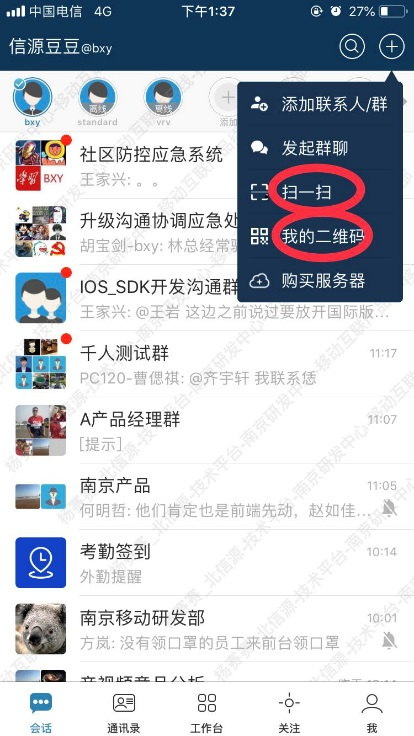 中国电信 4G 下午1:37 27%
信源豆豆@bxy
添加联系人/群
发起群聊
扫一扫
我的二维码
购买服务器
bxy
离线
standard
离线
vrv
添加
社区防控应急系统
学习 BXY
王家兴: 。。
升级沟通协调应急处
胡宝剑-bxy: 林总经常
IOS_SDK开发沟通群
王家兴: @王岩 这边之前说过要放开国际版...
千人测试群 11:17
PC120-曹偲祺: @齐宇轩 我联系恁
A产品经理群 11:07
[提示]
南京产品 11:05
何明哲: 他们肯定也是前端先动，赵如佳...
考勤签到 10:14
外勤提醒
南京移动研发部 10:01
方岚: 没有领口罩的员工来前台领口罩
会话
通讯录
工作台
关注
我